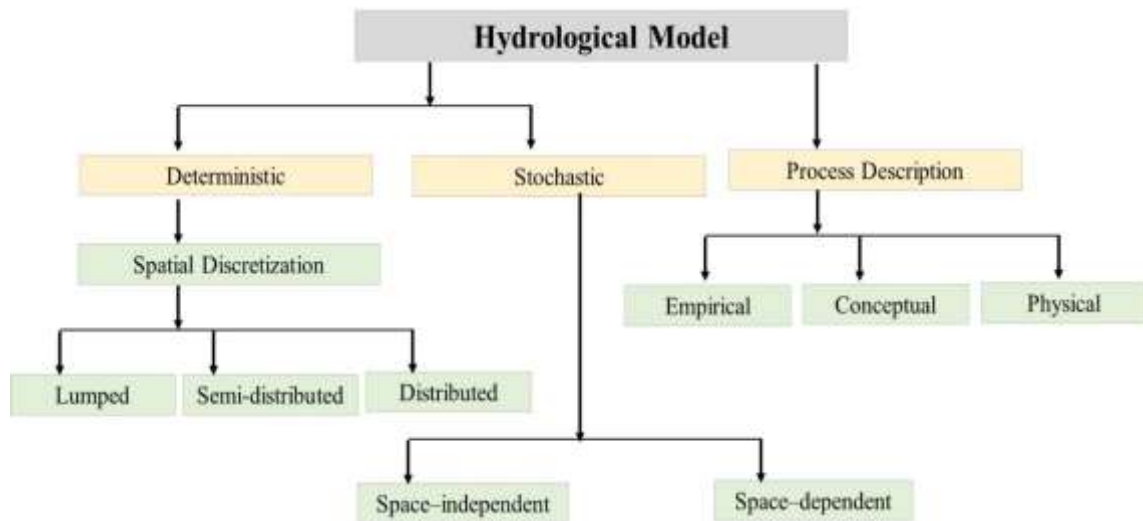 Hydrological Model
Deterministic
Stochastic
Process Description
Spatial Discretization
Empirical
Conceptual
Physical
Lumped
Semi-distributed
Distributed
Space–independent
Space–dependent